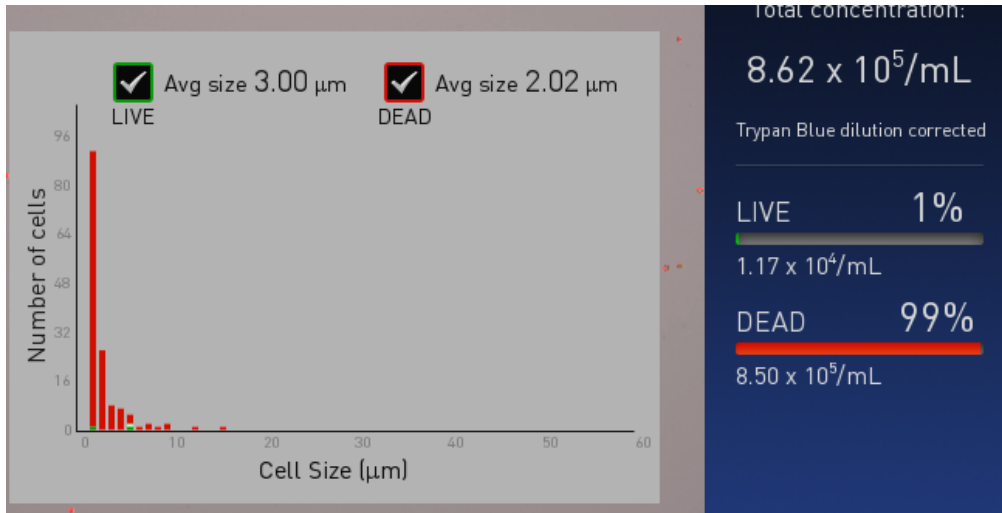 Total concentration:
8.62 x 10⁵/mL
Trypan Blue dilution corrected
LIVE 1%
1.17 x 10⁴/mL
DEAD 99%
8.50 x 10⁵/mL
Avg size 3.00 μm
LIVE
Avg size 2.02 μm
DEAD
Number of cells
96
80
64
48
32
16
0
0 10 20 30 40 50 60
Cell Size (μm)